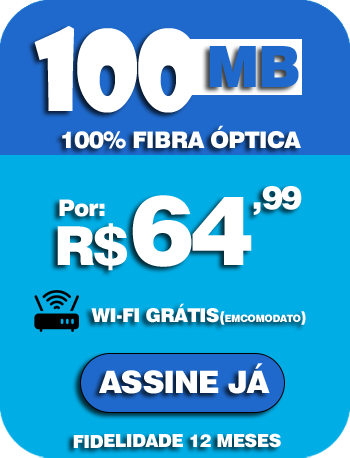 100 MB
100% FIBRA ÓPTICA
Por:
R$64,99
WI-FI GRÁTIS(EMCOMODATO)
ASSINE JÁ
FIDELIDADE 12 MESES